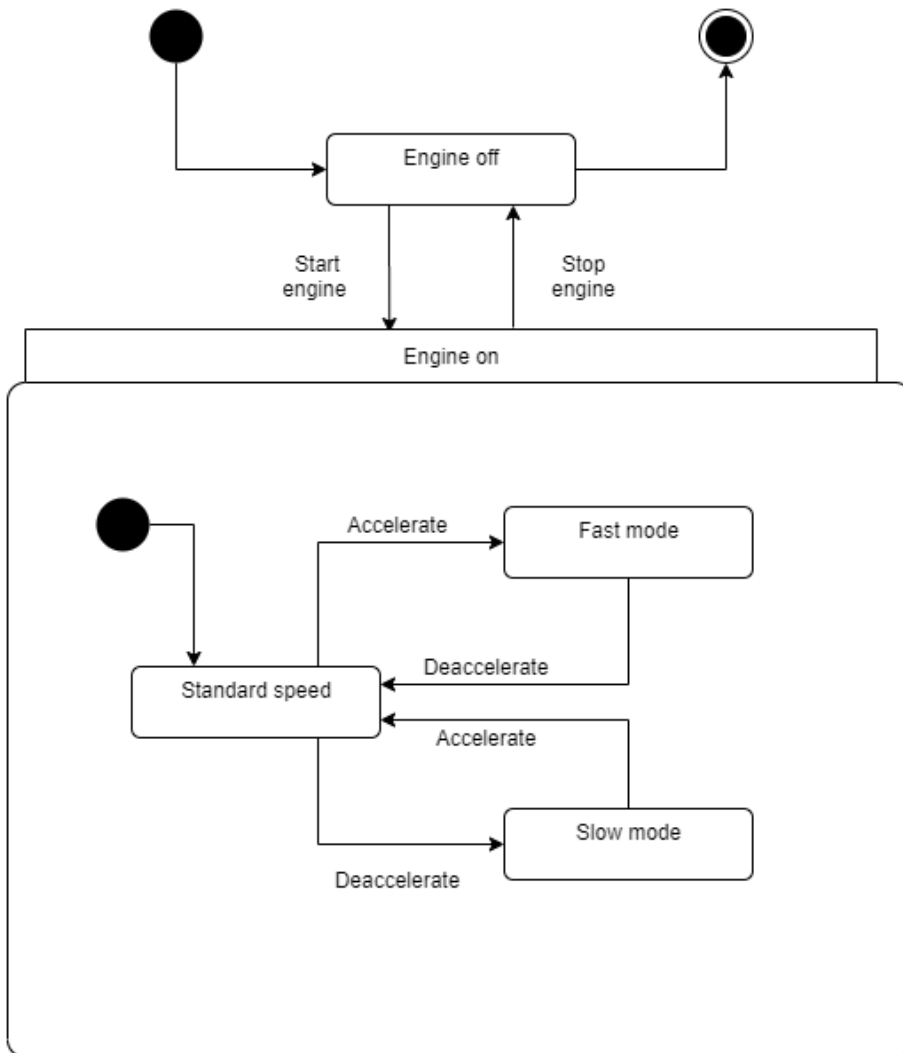 Engine off
Start
engine
Stop
engine
Engine on
Accelerate
Fast mode
Deaccelerate
Standard speed
Accelerate
Slow mode
Deaccelerate